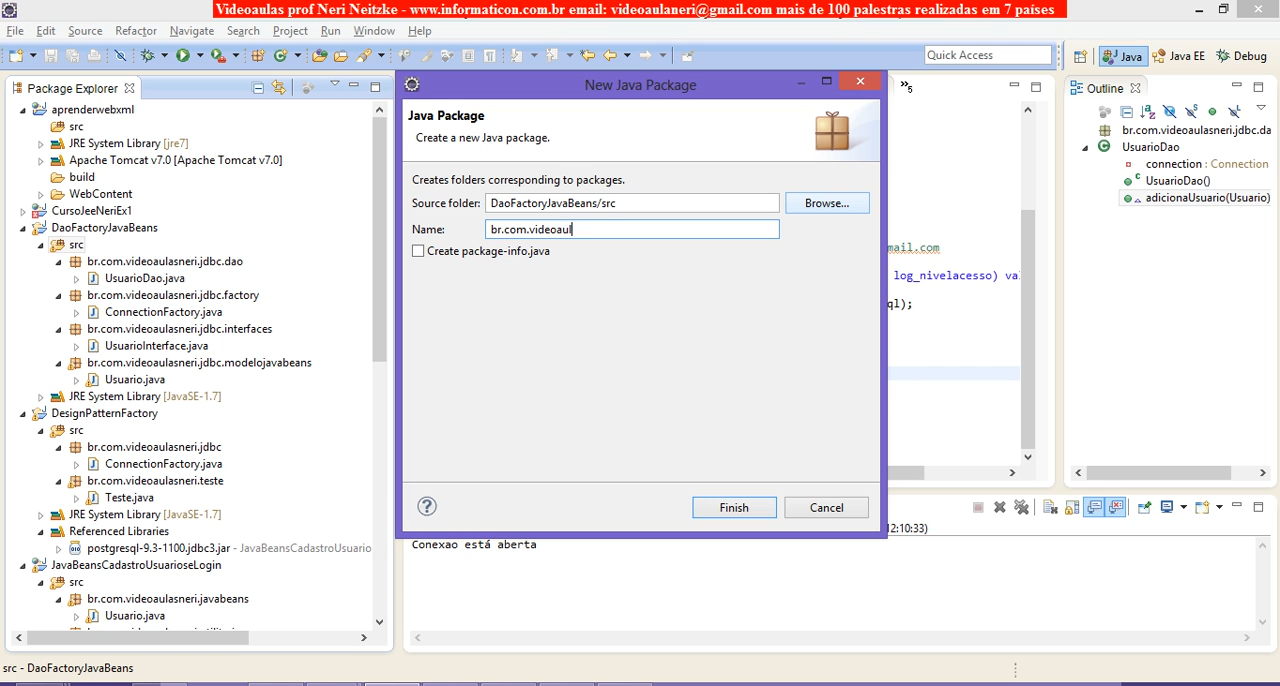 Videoaulas prof Neri Neitzke - www.informaticon.com.br email: videoaulaneri@gmail.com mais de 100 palestras realizadas em 7 países
File Edit Source Refactor Navigate Search Project Run Window Help
Quick Access
Java
Java EE
Debug
Package Explorer
aprenderwebxml
src
JRE System Library [jre7]
Apache Tomcat v7.0 [Apache Tomcat v7.0]
build
WebContent
CursoJeeNeriEx1
DaoFactoryJavaBeans
src
br.com.videoaulasneri.jdbc.dao
UsuarioDao.java
br.com.videoaulasneri.jdbc.factory
ConnectionFactory.java
br.com.videoaulasneri.jdbc.interfaces
UsuarioInterface.java
br.com.videoaulasneri.jdbc.modelojavabeans
Usuario.java
JRE System Library [JavaSE-1.7]
DesignPatternFactory
src
br.com.videoaulasneri.jdbc
ConnectionFactory.java
br.com.videoaulasneri.teste
Teste.java
JRE System Library [JavaSE-1.7]
Referenced Libraries
postgresql-9.3-1100.jdbc3.jar - JavaBeansCadastroUsuario
JavaBeansCadastroUsuarioseLogin
src
br.com.videoaulasneri.javabeans
Usuario.java
New Java Package
Java Package
Create a new Java package.
Creates folders corresponding to packages.
Source folder: DaoFactoryJavaBeans/src Browse...
Name: br.com.videoaul
Create package-info.java
Finish Cancel
5
mail.com
log_nivelacesso) va
ql);
Outline
br.com.videoaulasneri.jdbc.da
UsuarioDao
connection : Connection
UsuarioDao()
adicionaUsuario(Usuario)
2:10:33)
Conexao está aberta
src - DaoFactoryJavaBeans